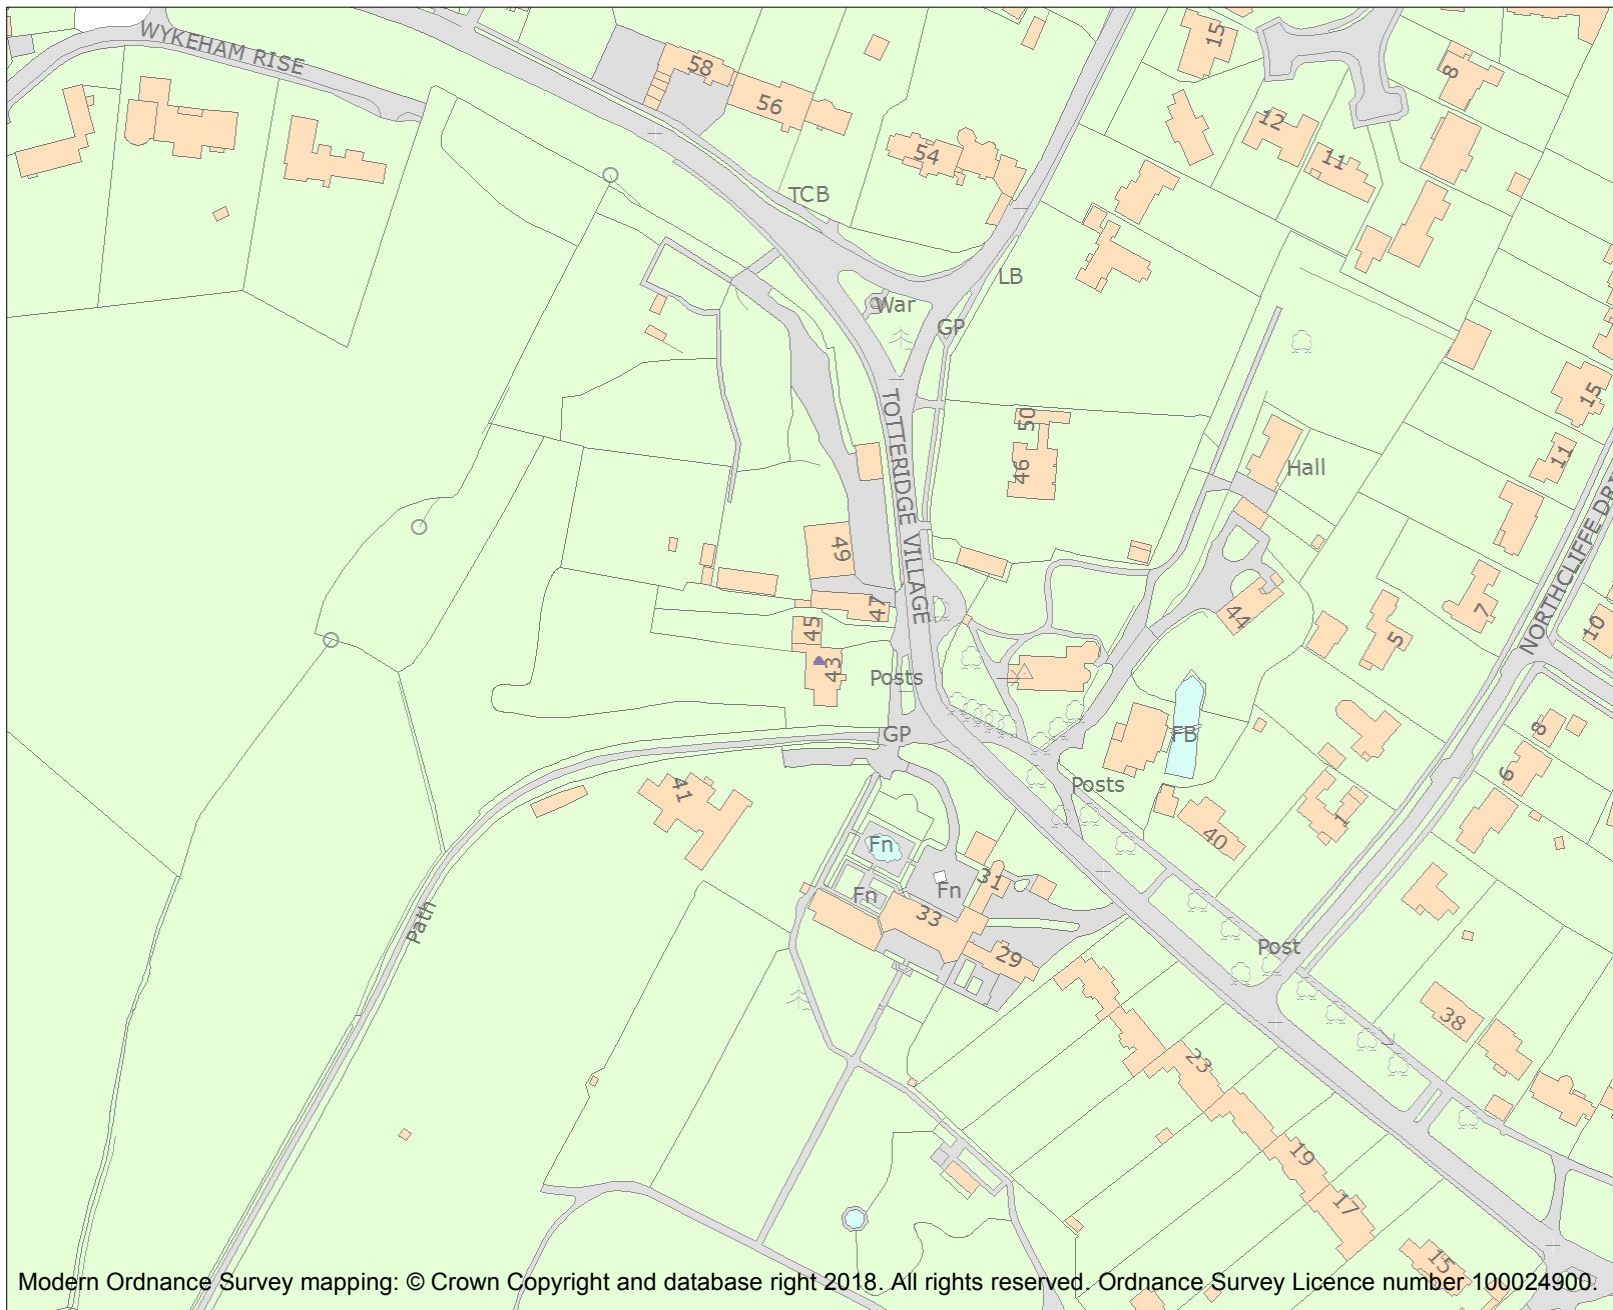 WYKEHAM RISE
58
56
15
8
12
11
54
TCB
LB
War
GP
TOTTERIDGE VILLAGE
50
46
Hall
15
11
49
47
45
43
44
Posts
GP
FB
NORTHCLIFFE DRI
7
5
10
8
6
1
41
Posts
40
Fn
Fn
Fn
31
33
29
Path
Post
38
23
19
17
15
Modern Ordnance Survey mapping: © Crown Copyright and database right 2018. All rights reserved. Ordnance Survey Licence number 100024900.